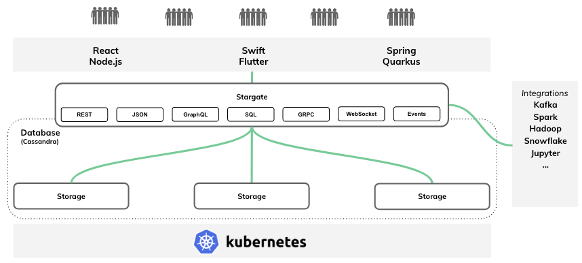 React
Node.js
Swift
Flutter
Spring
Quarkus
Stargate
REST
JSON
GraphQL
SQL
GRPC
WebSocket
Events
Integrations
Kafka
Spark
Hadoop
Snowflake
Jupyter
...
Database
(Cassandra)
Storage
Storage
Storage
kubernetes